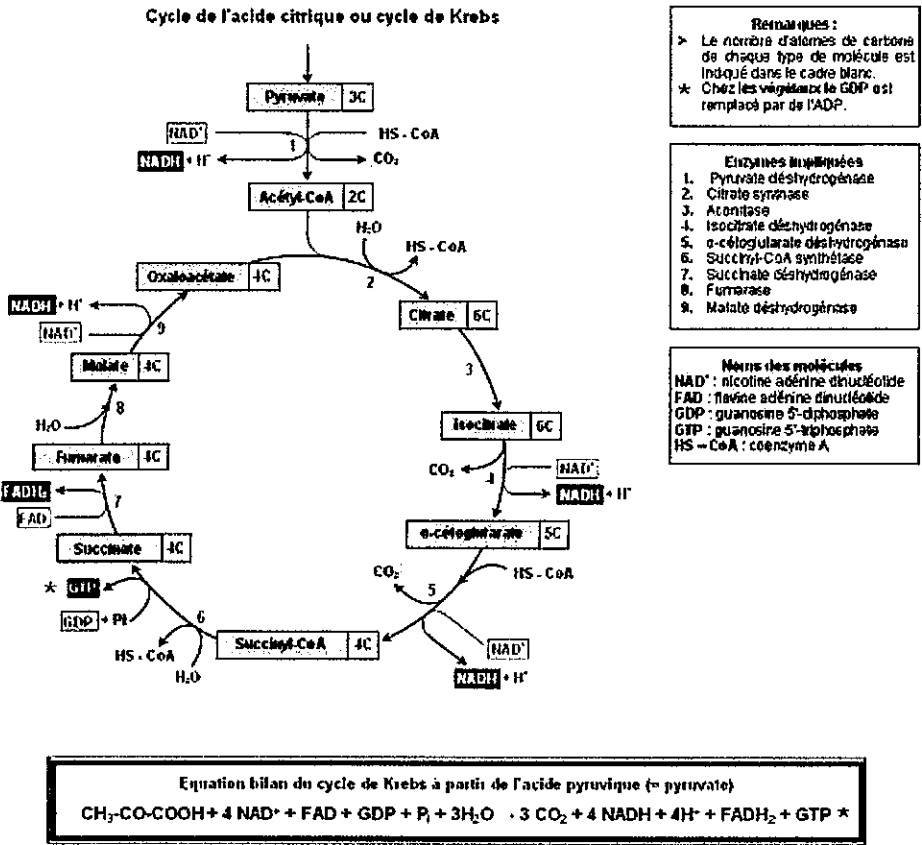 Cycle de l'acide citrique ou cycle de Krebs
Pyruvate 3C
NAD⁺
HS - CoA
1
NADH + H⁺
CO₂
Acétyl-CoA 2C
H₂O
HS - CoA
2
Oxaloacétate 4C
Citrate 6C
3
Isocitrate 6C
CO₂
NAD⁺
4
NADH + H⁺
α-cétoglutarate 5C
CO₂
HS - CoA
5
NAD⁺
NADH + H⁺
Succinyl-CoA 4C
6
* GTP
GDP + Pi
HS - CoA
H₂O
Succinate 4C
FADH₂
7
FAD
Fumarate 4C
H₂O
8
Malate 4C
NADH + H⁺
NAD⁺
9
Remarques :
> Le nombre d'atomes de carbone
de chaque type de molécule est
indiqué dans le cadre blanc.
* Chez les végétaux le GDP est
remplacé par de l'ADP.
Enzymes impliquées
1. Pyruvate déshydrogénase
2. Citrate synthase
3. Aconitase
4. Isocitrate déshydrogénase
5. α-cétoglutarate déshydrogénase
6. Succinyl-CoA synthétase
7. Succinate déshydrogénase
8. Fumarase
9. Malate déshydrogénase
Noms des molécules
NAD⁺ : nicotine adénine dinucléotide
FAD : flavine adénine dinucléotide
GDP : guanosine 5'-diphosphate
GTP : guanosine 5'-triphosphate
HS – CoA : coenzyme A
Equation bilan du cycle de Krebs à partir de l'acide pyruvique (= pyruvate)
CH₃-CO-COOH + 4 NAD⁺ + FAD + GDP + Pᵢ + 3H₂O · 3 CO₂ + 4 NADH + 4H⁺ + FADH₂ + GTP *